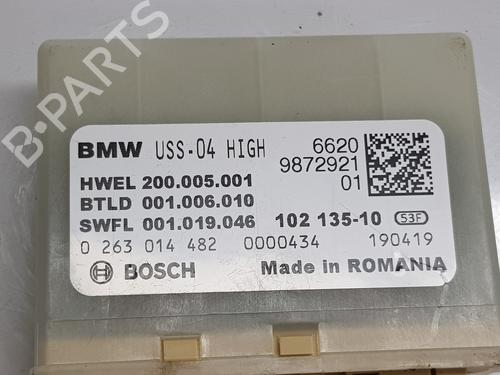 BMW USS-04 HIGH 6620
9872921
HWEL 200.005.001 01
BTLD 001.006.010
SWFL 001.019.046 102 135-10 53F
0 263 014 482 0000434 190419
BOSCH Made in ROMANIA
B-PARTS